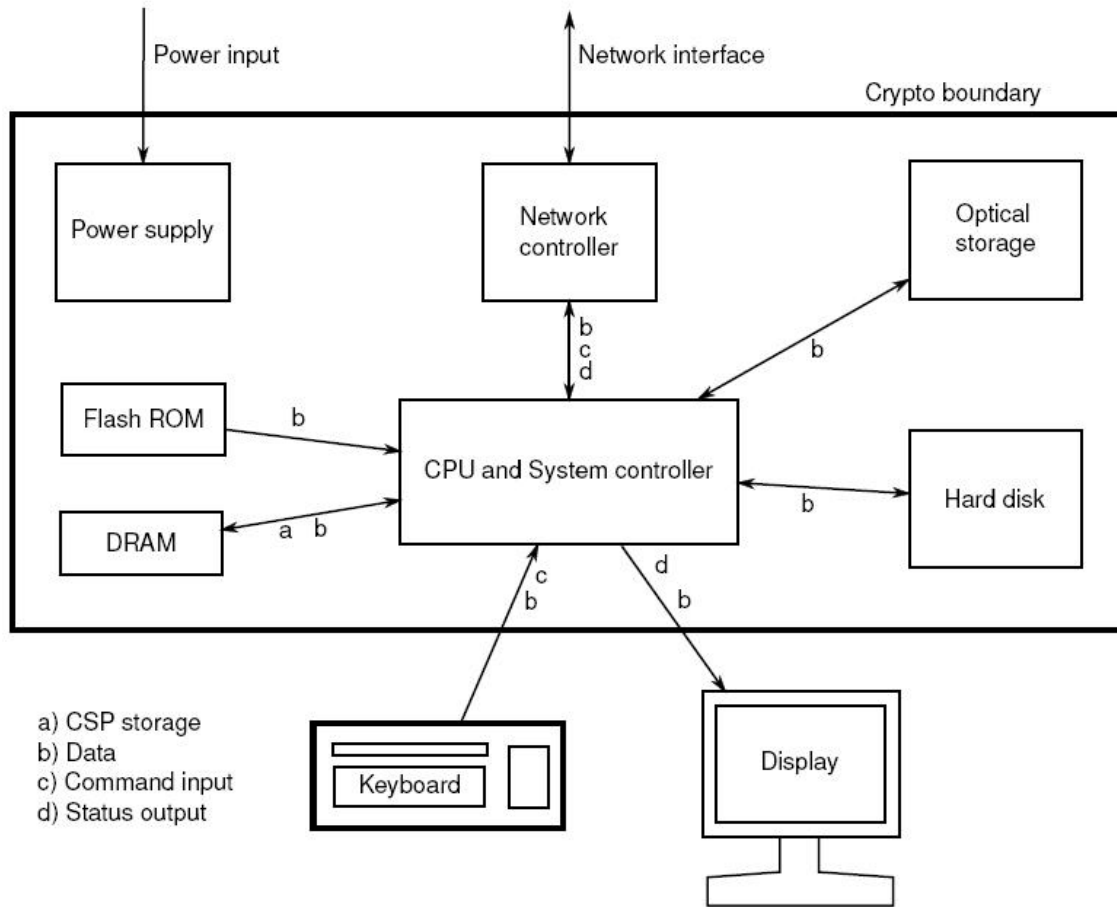 Power input
Network interface
Crypto boundary
Power supply
Network
controller
Optical
storage
b
c
d
b
Flash ROM
b
CPU and System controller
b
Hard disk
DRAM
a b
c
b
d
b
a) CSP storage
b) Data
c) Command input
d) Status output
Keyboard
Display